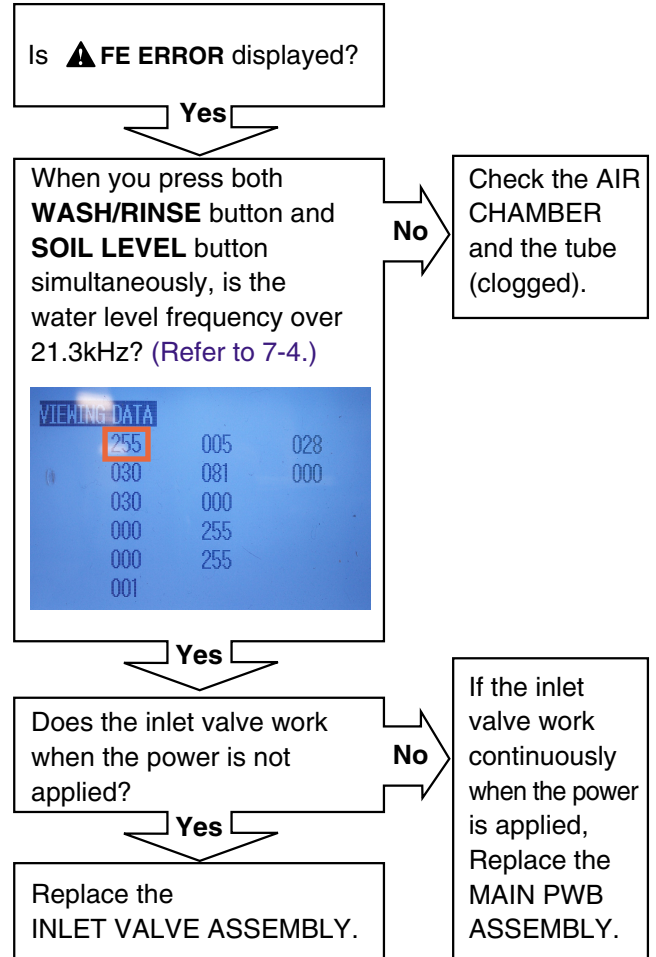 Is ⚠ FE ERROR displayed?
Yes
When you press both
WASH/RINSE button and
SOIL LEVEL button
simultaneously, is the
water level frequency over
21.3kHz? (Refer to 7-4.)
VIEWING DATA
255 005 028
030 081 000
030 000
000 255
000 255
001
No
Check the AIR
CHAMBER
and the tube
(clogged).
Yes
Does the inlet valve work
when the power is not
applied?
No
If the inlet
valve work
continuously
when the power
is applied,
Replace the
MAIN PWB
ASSEMBLY.
Yes
Replace the
INLET VALVE ASSEMBLY.